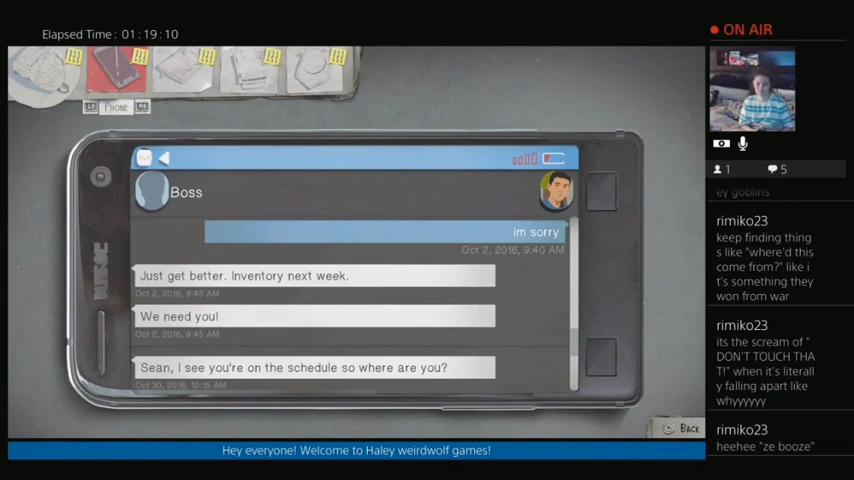 Elapsed Time : 01:19:10
ON AIR
L2
PHONE
R2
1
5
ey goblins
rimiko23
keep finding thing
s like "where'd this
come from?" like i
t's something they
won from war
rimiko23
its the scream of "
DON'T TOUCH THA
T!" when it's literal
y falling apart like
whyyyyy
rimiko23
heehee "ze booze"
Boss
im sorry
Oct 2, 2016, 9:40 AM
Just get better. Inventory next week.
Oct 2, 2016, 9:45 AM
We need you!
Oct 2, 2016, 9:45 AM
Sean, I see you're on the schedule so where are you?
Oct 30, 2016, 10:15 AM
BACK
Hey everyone! Welcome to Haley weirdwolf games!